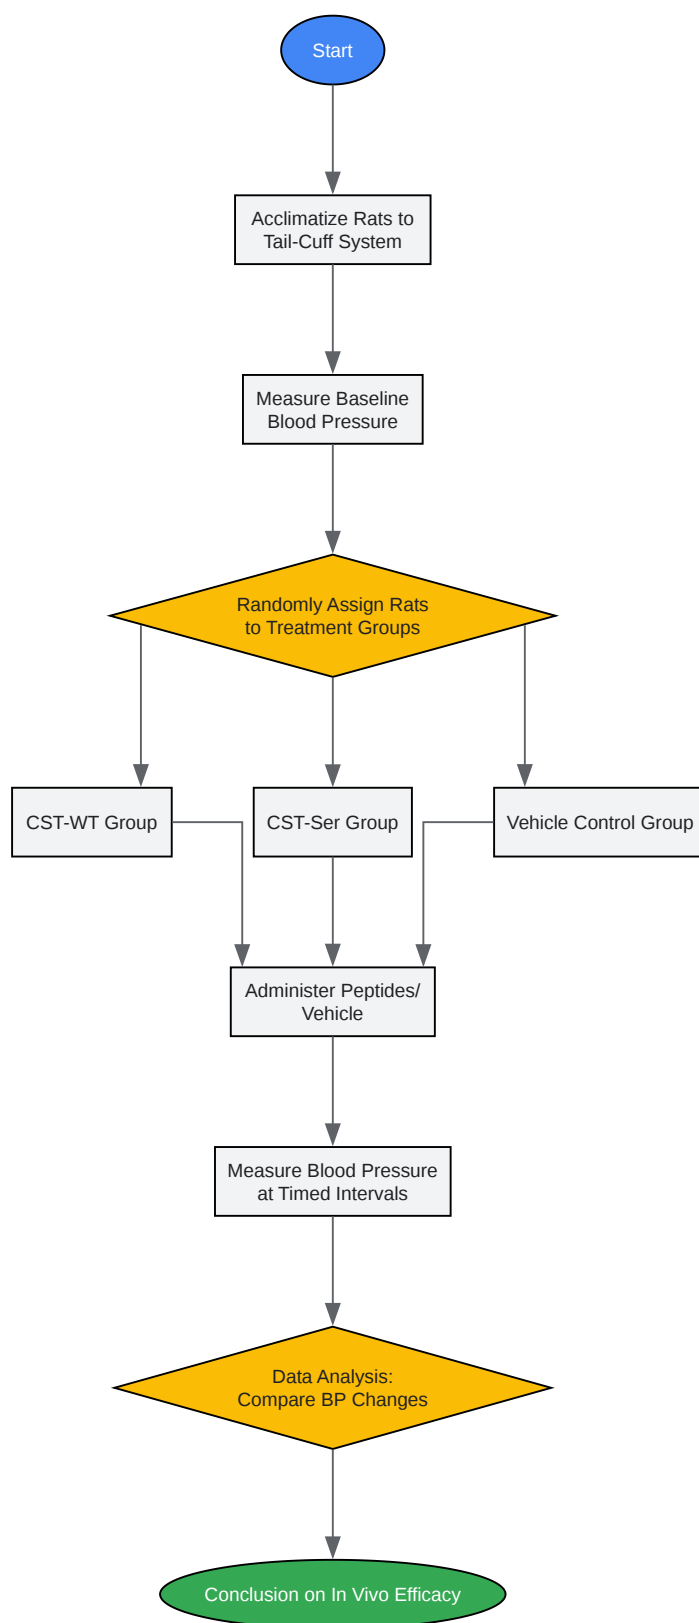 Start
Acclimatize Rats to
Tail-Cuff System
Measure Baseline
Blood Pressure
Randomly Assign Rats
to Treatment Groups
CST-WT Group
CST-Ser Group
Vehicle Control Group
Administer Peptides/
Vehicle
Measure Blood Pressure
at Timed Intervals
Data Analysis:
Compare BP Changes
Conclusion on In Vivo Efficacy